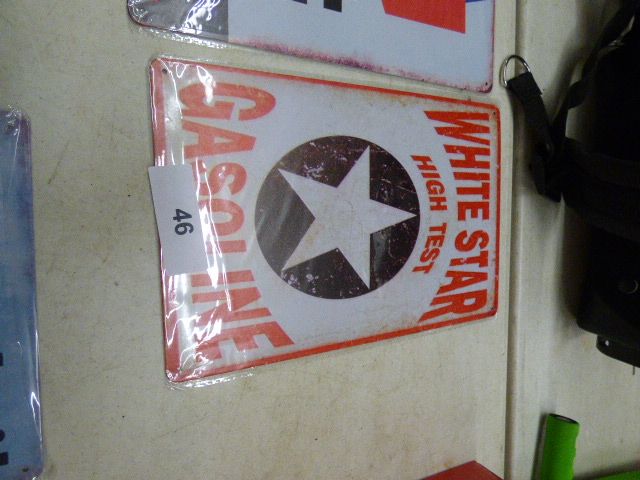 WHITE STAR
HIGH TEST
GASOLINE
46